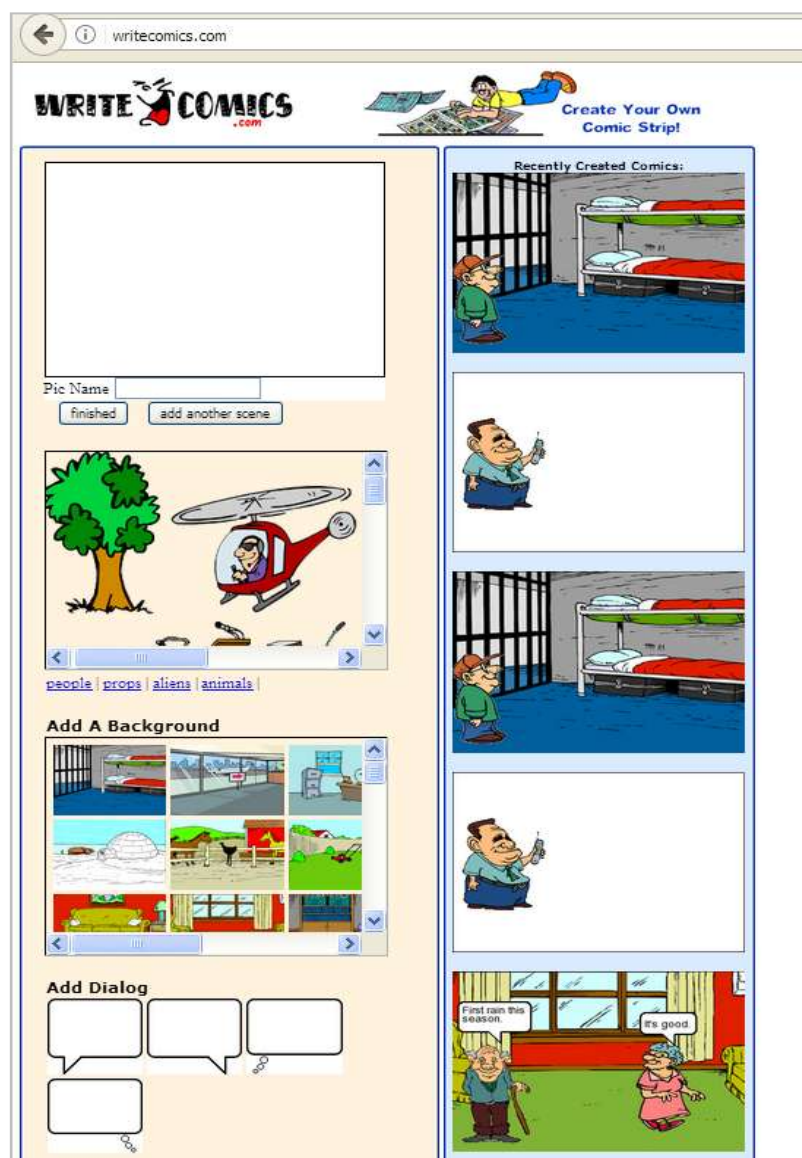 writecomics.com
WRITE COMICS
.com
Create Your Own
Comic Strip!
Pic Name
finished
add another scene
people | props | aliens | animals |
Add A Background
Add Dialog
Recently Created Comics:
First rain this
season.
It's good.